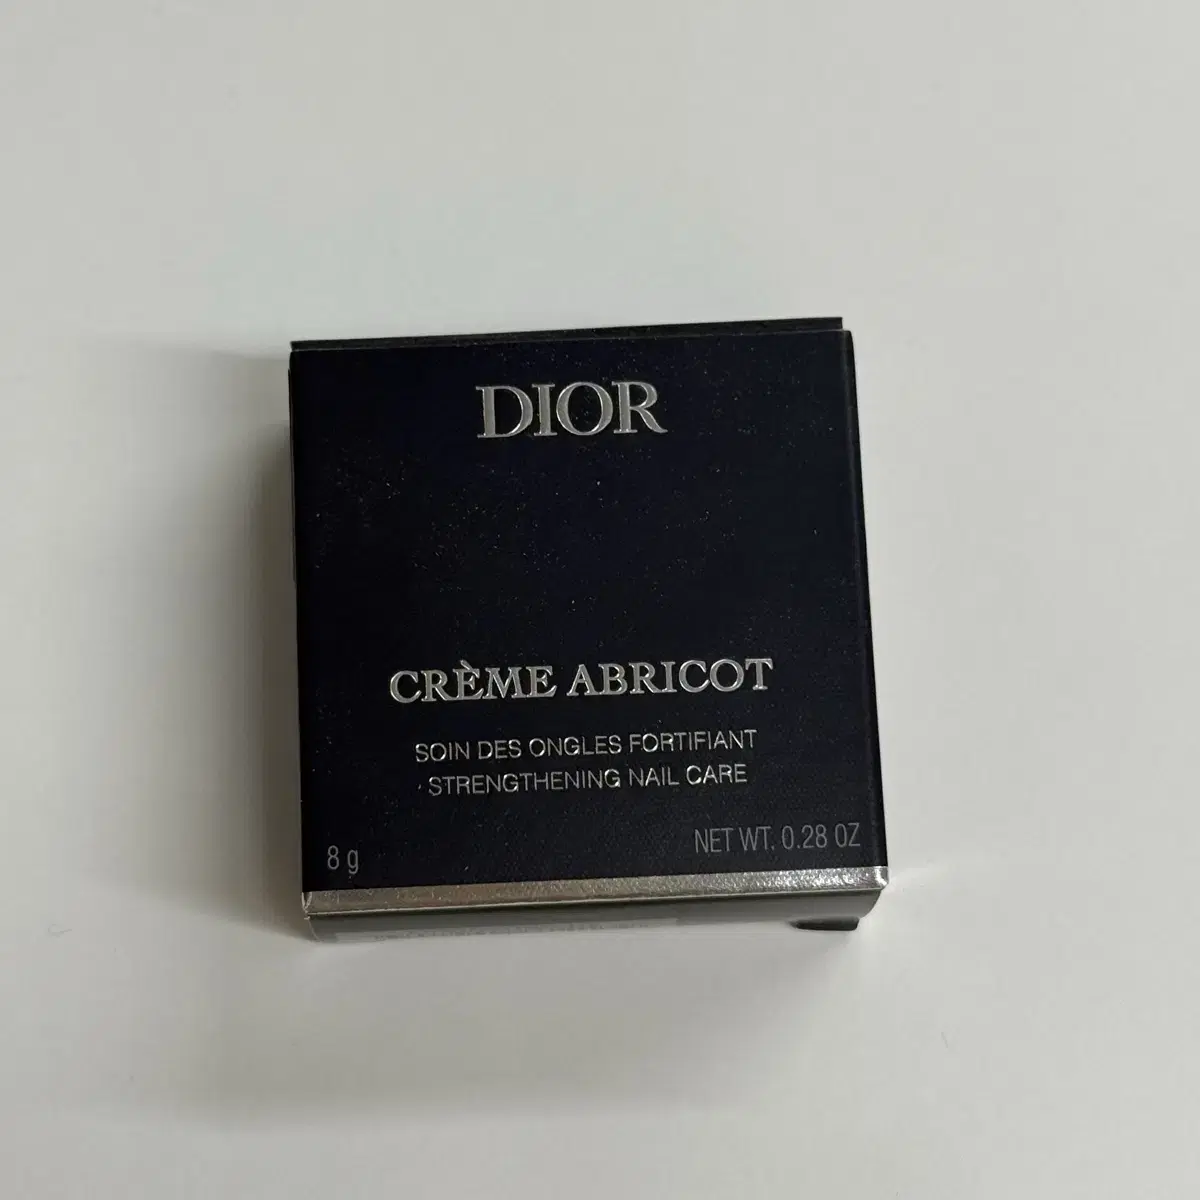 DIOR
CRÈME ABRICOT
SOIN DES ONGLES FORTIFIANT
STRENGTHENING NAIL CARE
8 g
NET WT. 0.28 OZ